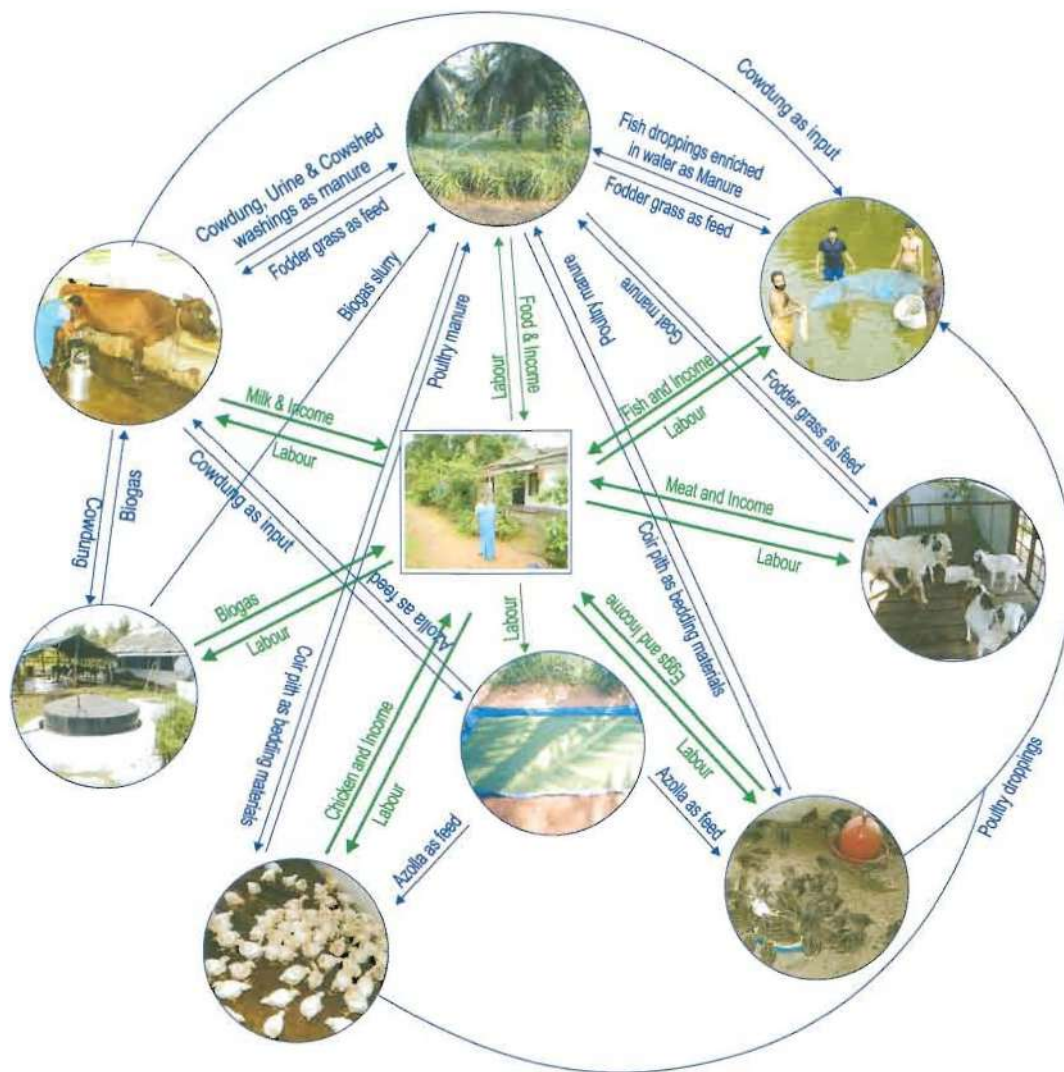 Cowdung as input
Fish droppings enriched
in water as Manure
Fodder grass as feed
Cowdung, Urine & Cowshed
washings as manure
Fodder grass as feed
Biogas slurry
Poultry manure
Labour
Food & Income
Poultry manure
Goat manure
Fodder grass as feed
Milk & Income
Labour
Fish and Income
Labour
Meat and Income
Labour
Cowdung
Biogas
Cowdung as input
Azolla as feed
Biogas
Labour
Labour
Eggs and Income
Labour
Coir pith as bedding materials
Coir pith as bedding materials
Chicken and Income
Labour
Azolla as feed
Azolla as feed
Poultry droppings